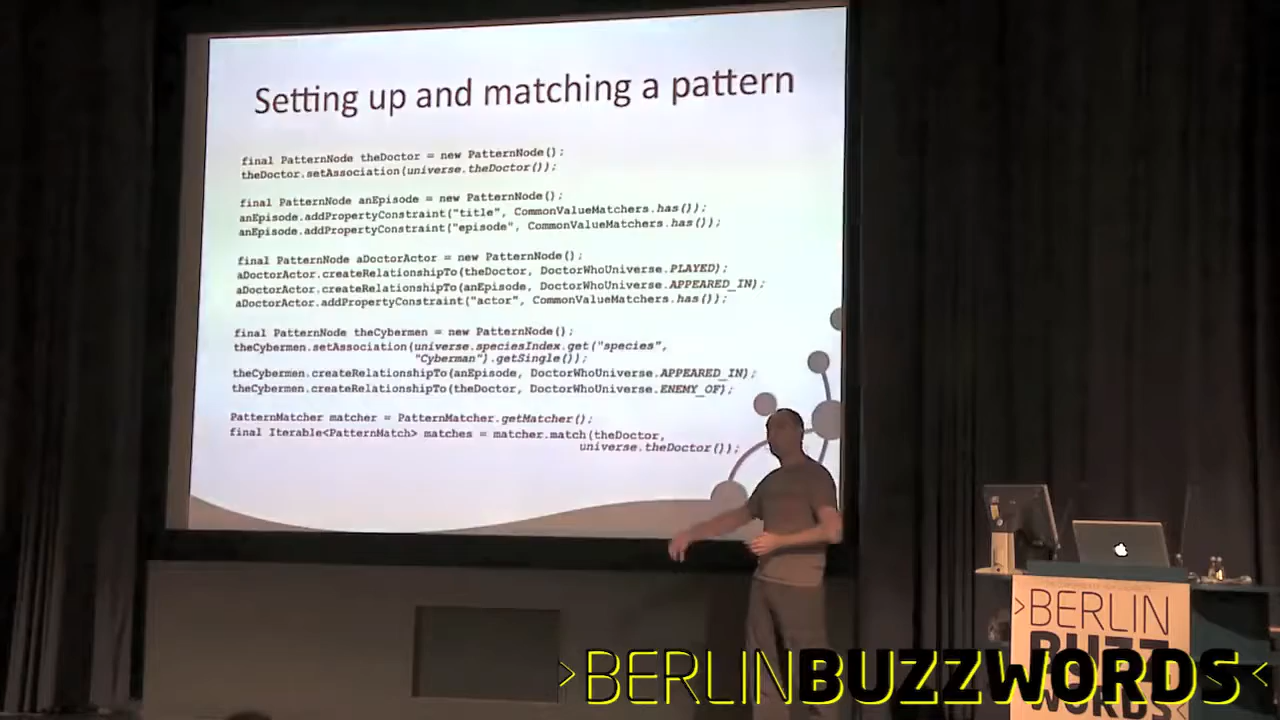 Setting up and matching a pattern
final PatternNode theDoctor = new PatternNode();
theDoctor.setAssociation(universe.theDoctor());
final PatternNode anEpisode = new PatternNode();
anEpisode.addPropertyConstraint("title", CommonValueMatchers.has());
anEpisode.addPropertyConstraint("episode", CommonValueMatchers.has());
final PatternNode aDoctorActor = new PatternNode();
aDoctorActor.createRelationshipTo(theDoctor, DoctorWhoUniverse.PLAYED);
aDoctorActor.createRelationshipTo(anEpisode, DoctorWhoUniverse.APPEARED_IN);
aDoctorActor.addPropertyConstraint("actor", CommonValueMatchers.has());
final PatternNode theCybermen = new PatternNode();
theCybermen.setAssociation(universe.speciesIndex.get("species",
"Cyberman").getSingle());
theCybermen.createRelationshipTo(anEpisode, DoctorWhoUniverse.APPEARED_IN);
theCybermen.createRelationshipTo(theDoctor, DoctorWhoUniverse.ENEMY_OF);
PatternMatcher matcher = PatternMatcher.getMatcher();
final Iterable<PatternMatch> matches = matcher.match(theDoctor,
universe.theDoctor());
>BERLIN
BUZZ
WORDS<
>BERLINBUZZWORDS<